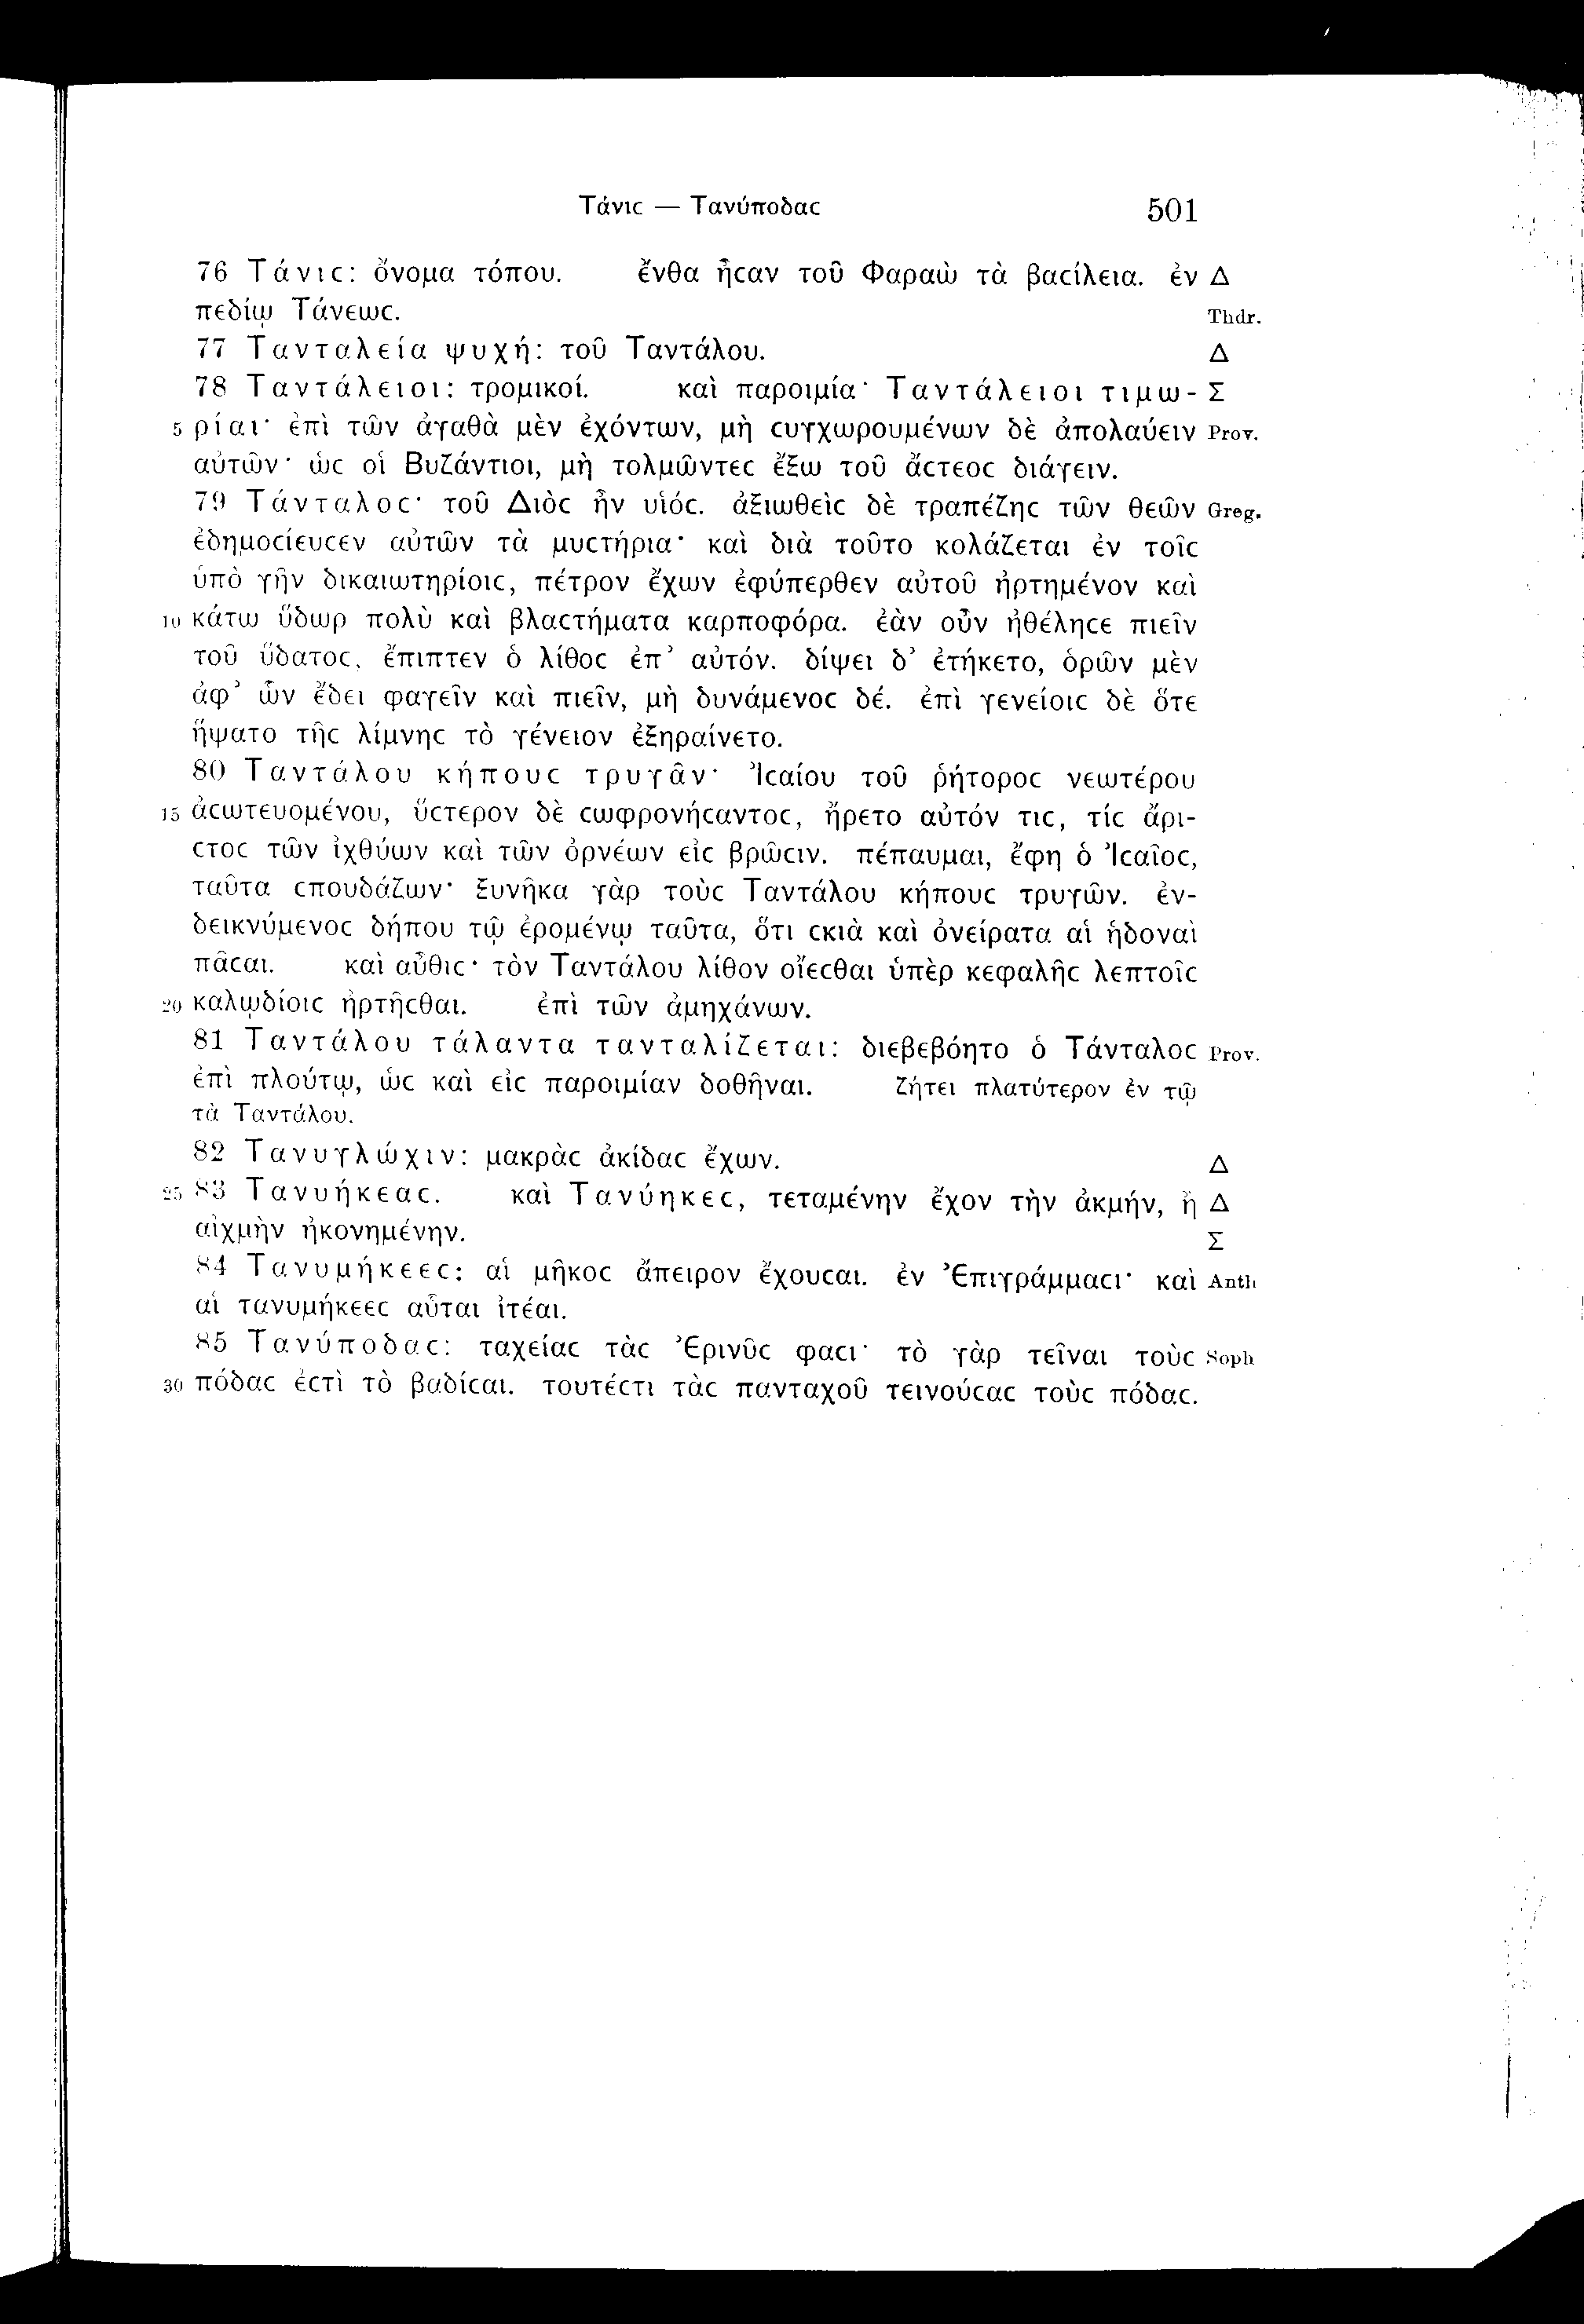 Τάνιϲ — Τανύποδαϲ 501
76 Τάνιϲ: ὄνομα τόπου. ἔνθα ἦϲαν τοῦ Φαραὼ τὰ βαϲίλεια. ἐν Δ
πεδίῳ Τάνεωϲ. Thdr.
77 Τανταλεία ψυχή: τοῦ Ταντάλου. Δ
78 Ταντάλειοι: τρομικοί. καὶ παροιμία· Ταντάλειοι τιμω- Σ
5 ρίαι· ἐπὶ τῶν ἀγαθὰ μὲν ἐχόντων, μὴ ϲυγχωρουμένων δὲ ἀπολαύειν Prov.
αὐτῶν· ὡϲ οἱ Βυζάντιοι, μὴ τολμῶντεϲ ἔξω τοῦ ἄϲτεοϲ διάγειν.
79 Τάνταλοϲ· τοῦ Διὸϲ ἦν υἱόϲ. ἀξιωθεὶϲ δὲ τραπέζηϲ τῶν θεῶν Greg.
ἐδημοϲίευϲεν αὐτῶν τὰ μυϲτήρια· καὶ διὰ τοῦτο κολάζεται ἐν τοῖϲ
ὑπὸ γῆν δικαιωτηρίοιϲ, πέτρον ἔχων ἐφύπερθεν αὐτοῦ ἠρτημένον καὶ
10 κάτω ὕδωρ πολὺ καὶ βλαϲτήματα καρποφόρα. ἐὰν οὖν ἠθέληϲε πιεῖν
τοῦ ὕδατοϲ, ἔπιπτεν ὁ λίθοϲ ἐπ’ αὐτόν. δίψει δ’ ἐτήκετο, ὁρῶν μὲν
ἀφ’ ὧν ἔδει φαγεῖν καὶ πιεῖν, μὴ δυνάμενοϲ δέ. ἐπὶ γενείοιϲ δὲ ὅτε
ἥψατο τῆϲ λίμνηϲ τὸ γένειον ἐξηραίνετο.
80 Ταντάλου κήπουϲ τρυγᾶν· Ἰϲαίου τοῦ ῥήτοροϲ νεωτέρου
15 ἀϲωτευομένου, ὕϲτερον δὲ ϲωφρονήϲαντοϲ, ἤρετο αὐτόν τιϲ, τίϲ ἄρι-
ϲτοϲ τῶν ἰχθύων καὶ τῶν ὀρνέων εἰϲ βρῶϲιν. πέπαυμαι, ἔφη ὁ Ἰϲαῖοϲ,
ταῦτα ϲπουδάζων· ξυνῆκα γὰρ τοὺϲ Ταντάλου κήπουϲ τρυγῶν. ἐν-
δεικνύμενοϲ δήπου τῷ ἐρομένῳ ταῦτα, ὅτι ϲκιὰ καὶ ὀνείρατα αἱ ἡδοναὶ
πᾶϲαι. καὶ αὖθιϲ· τὸν Ταντάλου λίθον οἴεϲθαι ὑπὲρ κεφαλῆϲ λεπτοῖϲ
20 καλῳδίοιϲ ἠρτῆϲθαι. ἐπὶ τῶν ἀμηχάνων.
81 Ταντάλου τάλαντα τανταλίζεται: διεβεβόητο ὁ Τάνταλοϲ Prov.
ἐπὶ πλούτῳ, ὡϲ καὶ εἰϲ παροιμίαν δοθῆναι. ζήτει πλατύτερον ἐν τῷ
τὰ Ταντάλου.
82 Τανυγλώχιν: μακρὰϲ ἀκίδαϲ ἔχων. Δ
25 83 Τανυήκεαϲ. καὶ Τανύηκεϲ, τεταμένην ἔχον τὴν ἀκμήν, ἢ Δ
αἰχμὴν ἠκονημένην. Σ
84 Τανυμήκεεϲ: αἱ μῆκοϲ ἄπειρον ἔχουϲαι. ἐν Ἐπιγράμμαϲι· καὶ Anth
αἱ τανυμήκεεϲ αὗται ἰτέαι.
85 Τανύποδαϲ: ταχείαϲ τὰϲ Ἐρινῦϲ φαϲι· τὸ γὰρ τεῖναι τοὺϲ Soph
30 πόδαϲ ἐϲτὶ τὸ βαδίϲαι. τουτέϲτι τὰϲ πανταχοῦ τεινούϲαϲ τοὺϲ πόδαϲ.